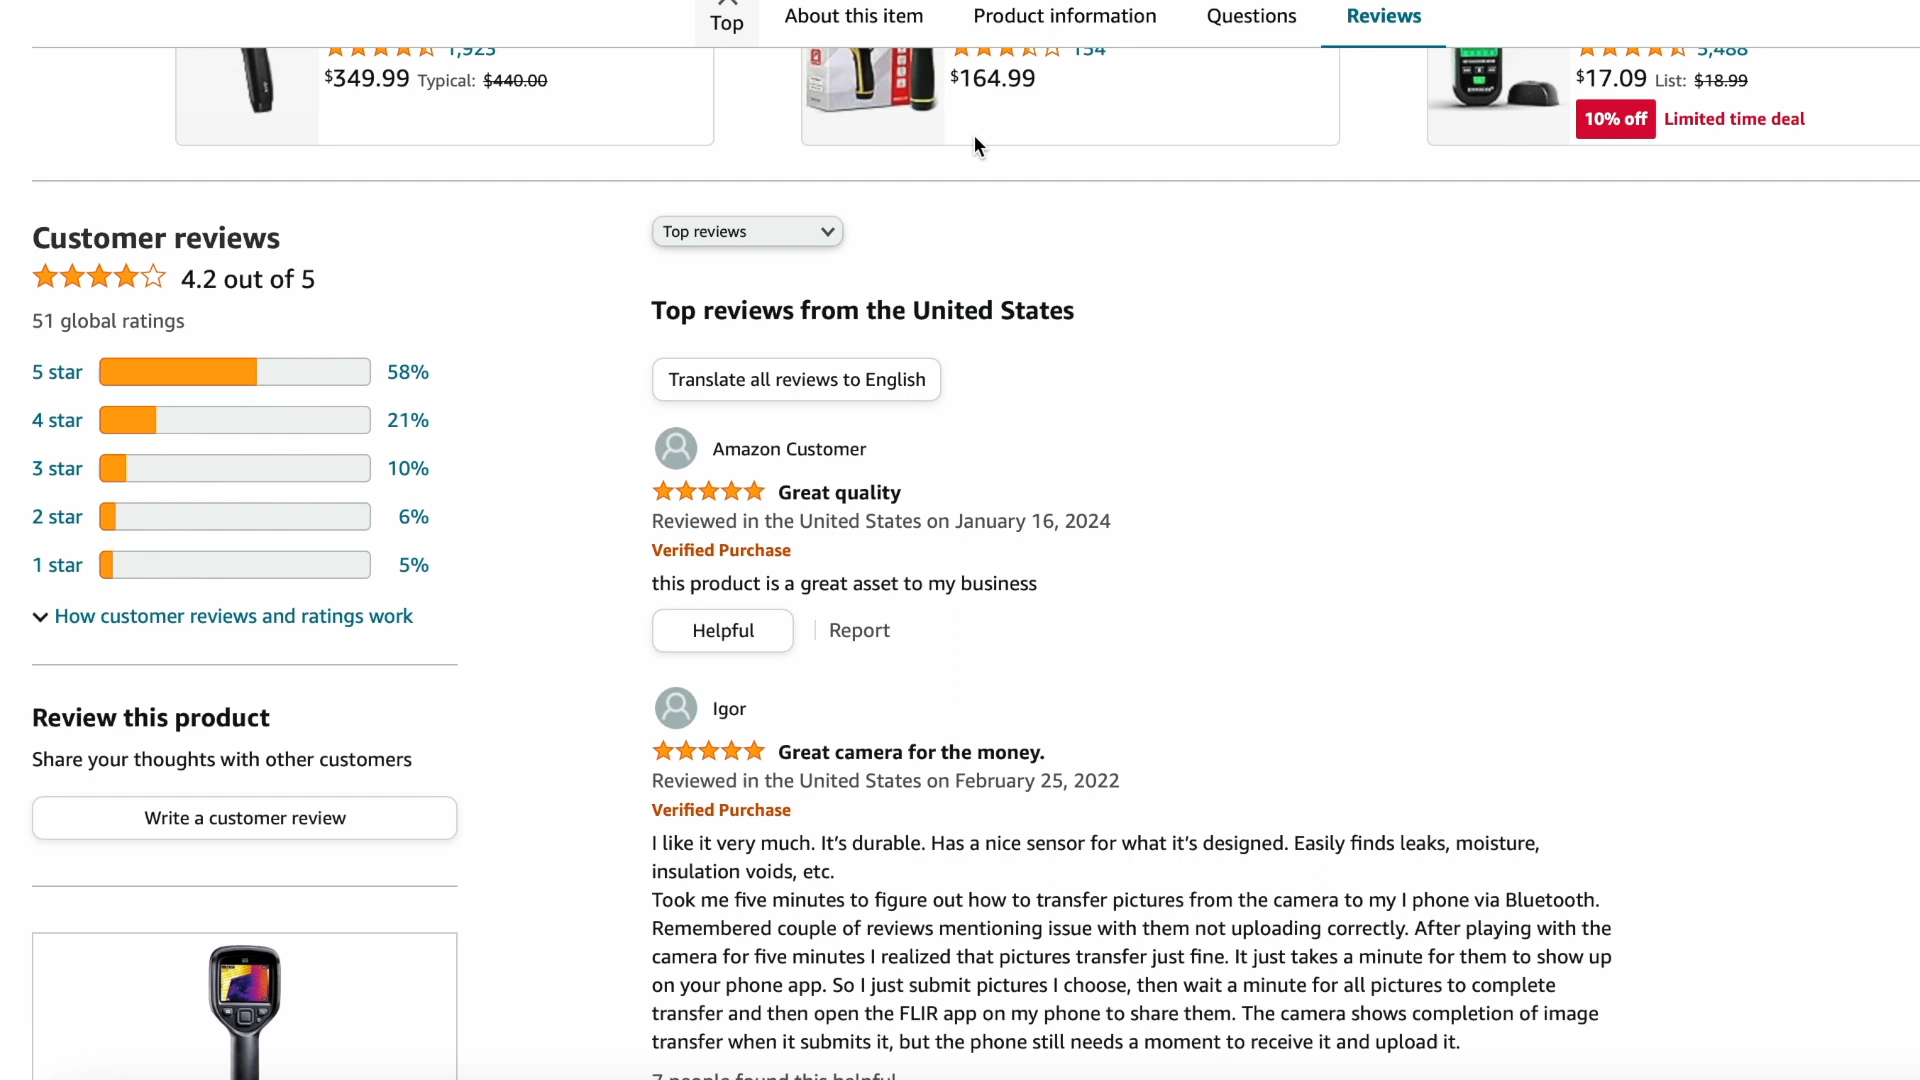 Top
About this item
Product information
Questions
Reviews
1,923
$349.99 Typical: $440.00
154
$164.99
5,488
$17.09 List: $18.99
10% off Limited time deal
Customer reviews
4.2 out of 5
51 global ratings
5 star 58%
4 star 21%
3 star 10%
2 star 6%
1 star 5%
How customer reviews and ratings work
Review this product
Share your thoughts with other customers
Write a customer review
Top reviews
Top reviews from the United States
Translate all reviews to English
Amazon Customer
Great quality
Reviewed in the United States on January 16, 2024
Verified Purchase
this product is a great asset to my business
Helpful
Report
Igor
Great camera for the money.
Reviewed in the United States on February 25, 2022
Verified Purchase
I like it very much. It's durable. Has a nice sensor for what it's designed. Easily finds leaks, moisture,
insulation voids, etc.
Took me five minutes to figure out how to transfer pictures from the camera to my I phone via Bluetooth.
Remembered couple of reviews mentioning issue with them not uploading correctly. After playing with the
camera for five minutes I realized that pictures transfer just fine. It just takes a minute for them to show up
on your phone app. So I just submit pictures I choose, then wait a minute for all pictures to complete
transfer and then open the FLIR app on my phone to share them. The camera shows completion of image
transfer when it submits it, but the phone still needs a moment to receive it and upload it.
7 people found this helpful